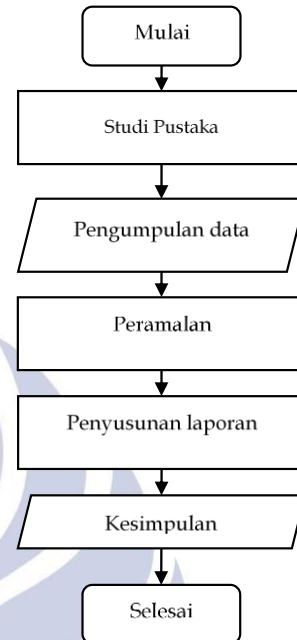 Mulai
Studi Pustaka
Pengumpulan data
Peramalan
Penyusunan laporan
Kesimpulan
Selesai